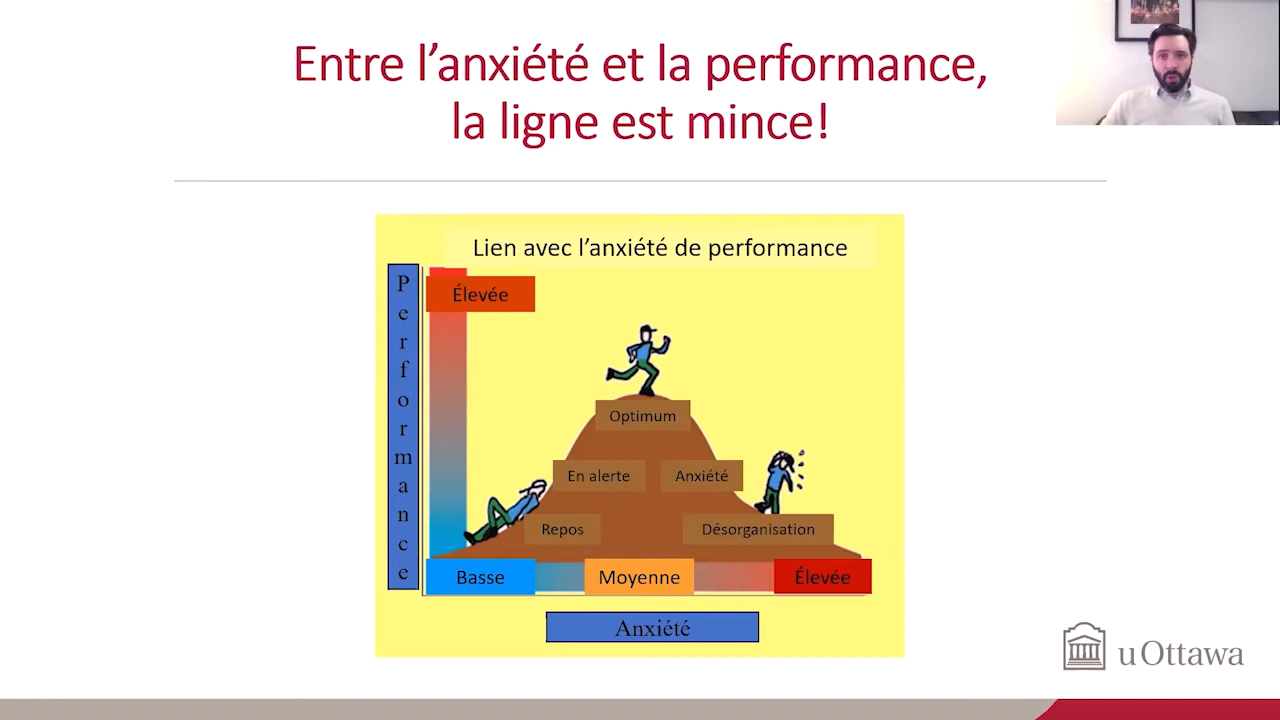 Entre l’anxiété et la performance,
la ligne est mince!
Lien avec l’anxiété de performance
Performance
Élevée
Optimum
En alerte
Anxiété
Repos
Désorganisation
Basse
Moyenne
Élevée
Anxiété
uOttawa